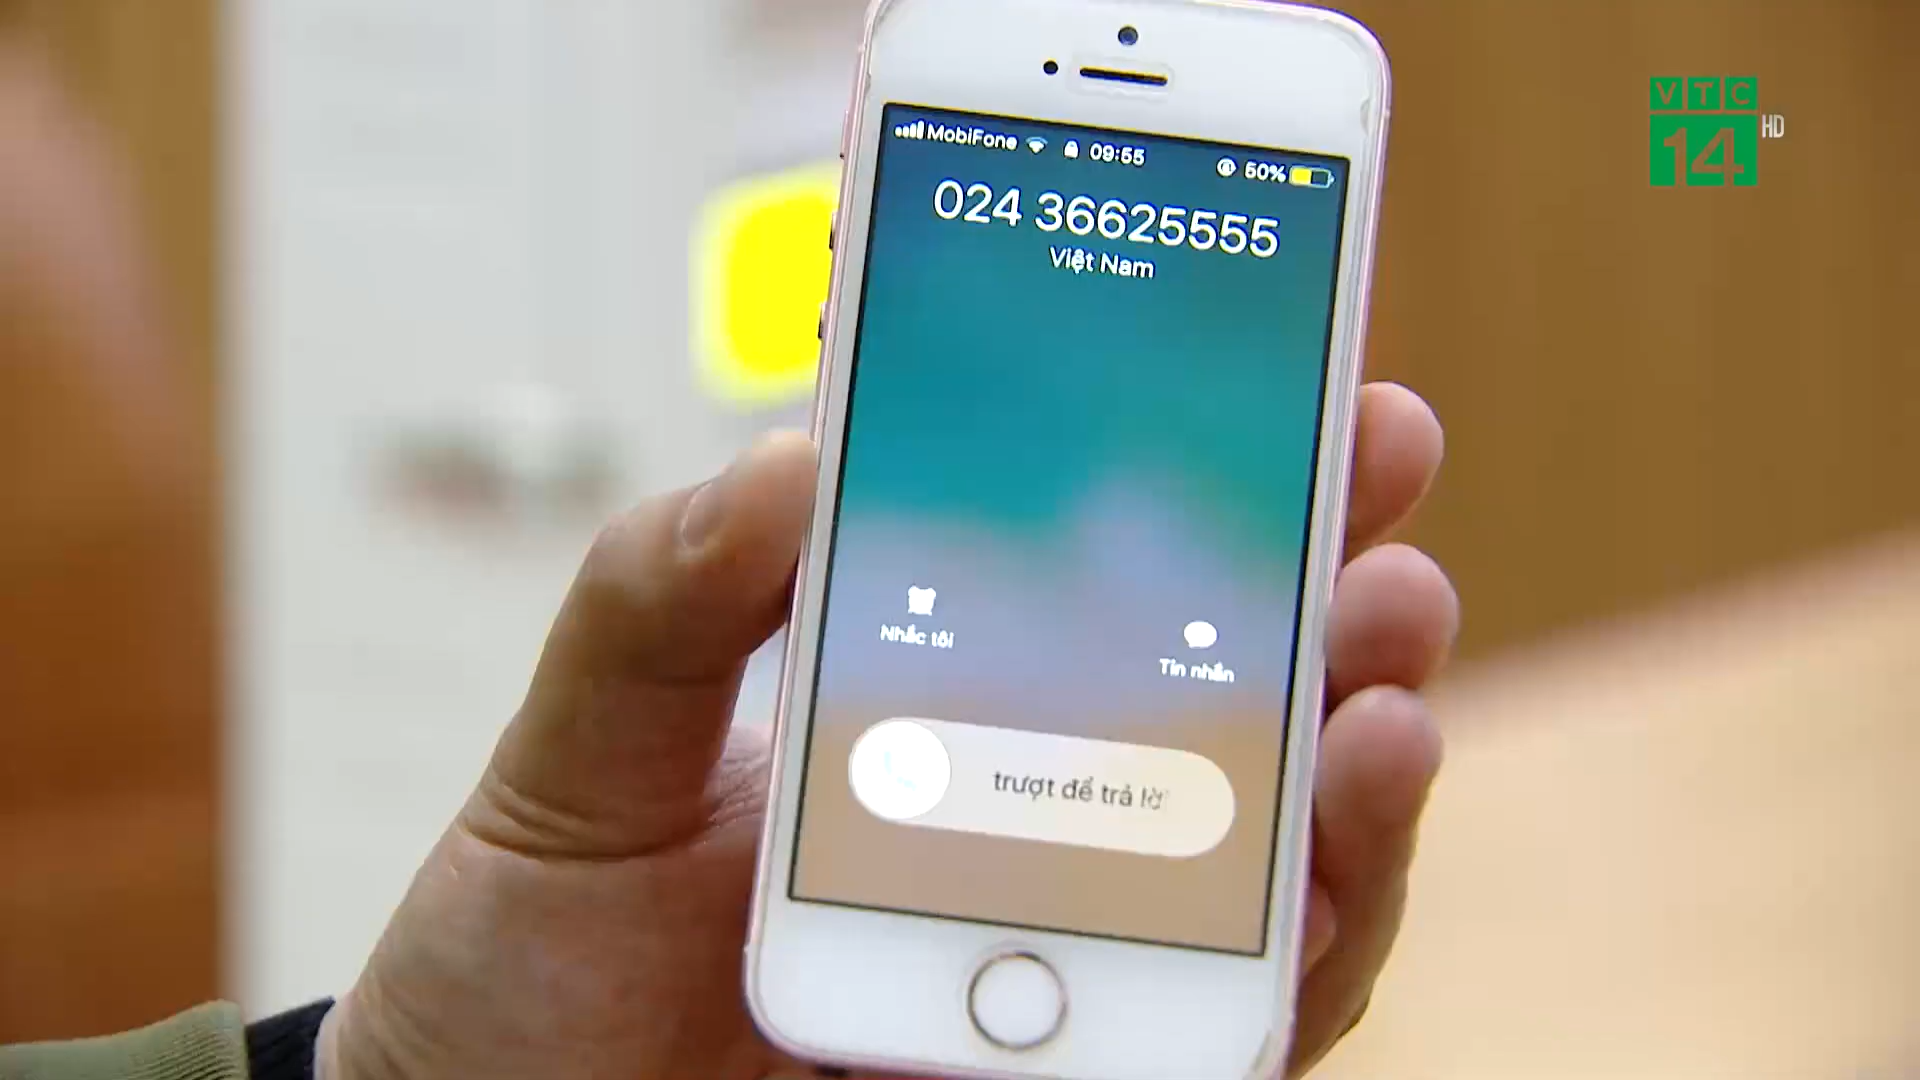 VTC
14 HD
MobiFone 09:55 50%
024 36625555
Việt Nam
Nhắc tôi
Tin nhắn
trượt để trả lời